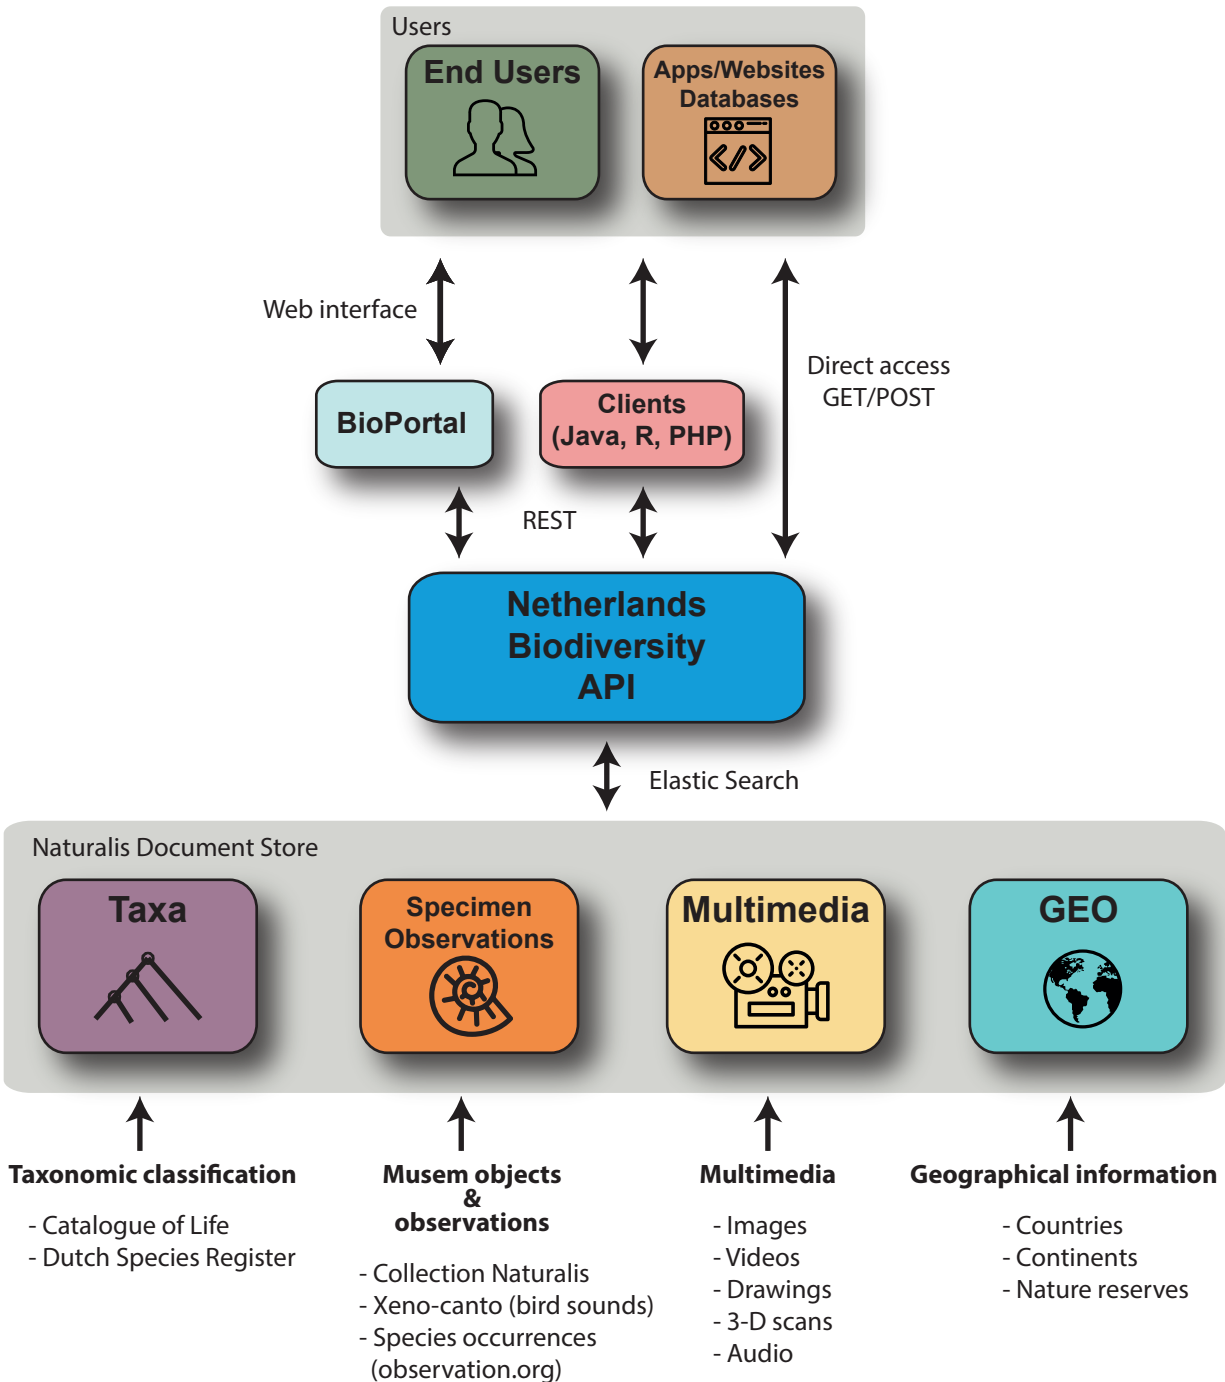 Users
End Users
Apps/Websites
Databases
</>
Web interface
Direct access
GET/POST
BioPortal
Clients
(Java, R, PHP)
REST
Netherlands
Biodiversity
API
Elastic Search
Naturalis Document Store
Taxa
Specimen
Observations
Multimedia
GEO
Taxonomic classification
- Catalogue of Life
- Dutch Species Register
Musem objects
&
observations
- Collection Naturalis
- Xeno-canto (bird sounds)
- Species occurrences
(observation.org)
Multimedia
- Images
- Videos
- Drawings
- 3-D scans
- Audio
Geographical information
- Countries
- Continents
- Nature reserves